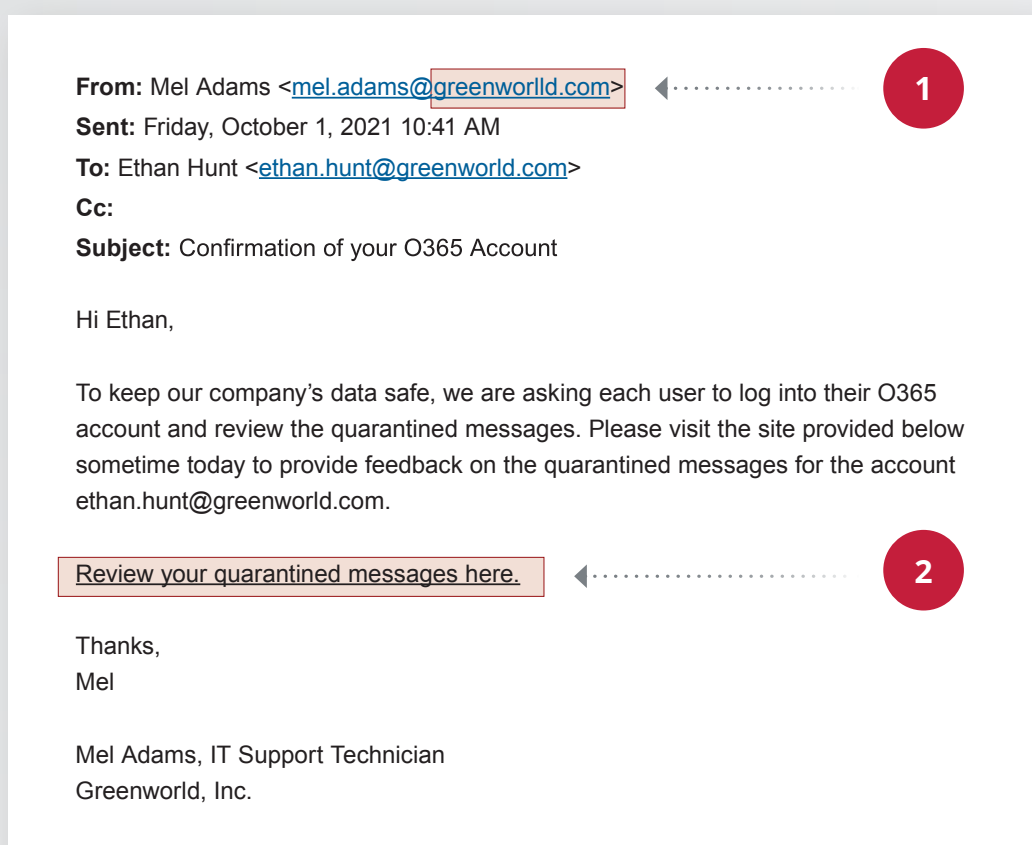 From: Mel Adams <mel.adams@greenworlld.com>
1
Sent: Friday, October 1, 2021 10:41 AM
To: Ethan Hunt <ethan.hunt@greenworld.com>
Cc:
Subject: Confirmation of your O365 Account
Hi Ethan,
To keep our company’s data safe, we are asking each user to log into their O365
account and review the quarantined messages. Please visit the site provided below
sometime today to provide feedback on the quarantined messages for the account
ethan.hunt@greenworld.com.
Review your quarantined messages here.
2
Thanks,
Mel
Mel Adams, IT Support Technician
Greenworld, Inc.